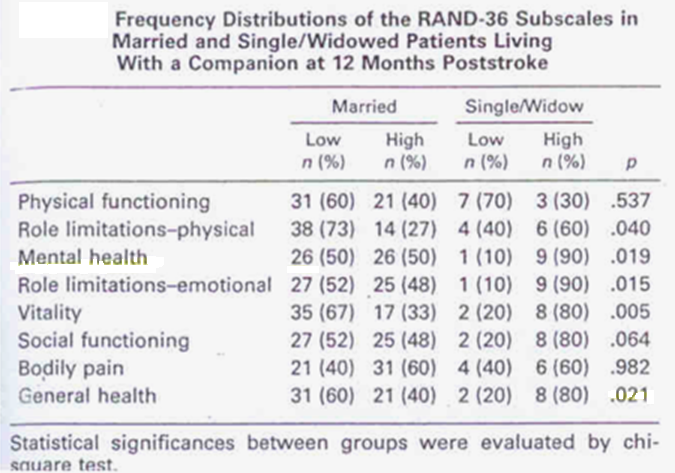 Frequency Distributions of the RAND-36 Subscales in
Married and Single/Widowed Patients Living
With a Companion at 12 Months Poststroke
Married Single/Widow
Low High Low High
n (%) n (%) n (%) n (%) p
Physical functioning 31 (60) 21 (40) 7 (70) 3 (30) .537
Role limitations–physical 38 (73) 14 (27) 4 (40) 6 (60) .040
Mental health 26 (50) 26 (50) 1 (10) 9 (90) .019
Role limitations–emotional 27 (52) 25 (48) 1 (10) 9 (90) .015
Vitality 35 (67) 17 (33) 2 (20) 8 (80) .005
Social functioning 27 (52) 25 (48) 2 (20) 8 (80) .064
Bodily pain 21 (40) 31 (60) 4 (40) 6 (60) .982
General health 31 (60) 21 (40) 2 (20) 8 (80) .021
Statistical significances between groups were evaluated by chi-
square test.